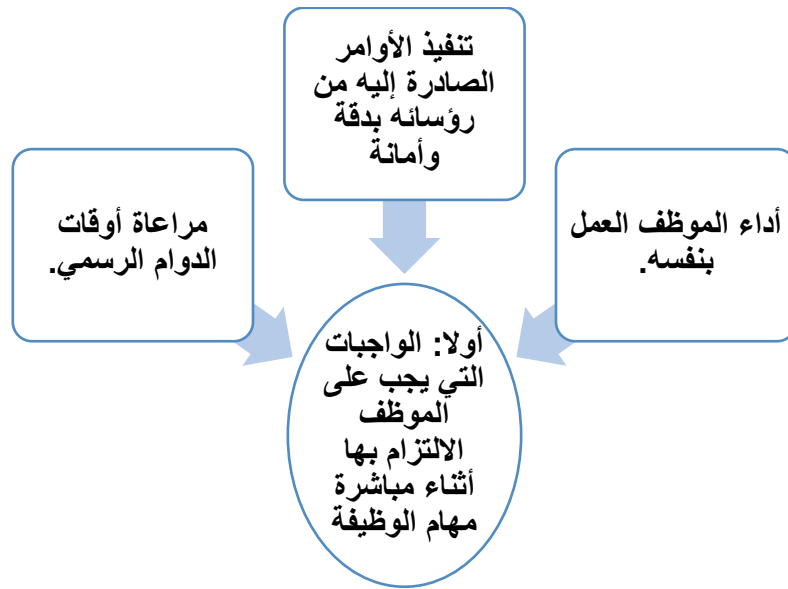 تنفيذ الأوامر
الصادرة إليه من
رؤسائه بدقة
وأمانة
أداء الموظف العمل
بنفسه.
مراعاة أوقات
الدوام الرسمي.
أولا: الواجبات
التي يجب على
الموظف
الالتزام بها
أثناء مباشرة
مهام الوظيفة